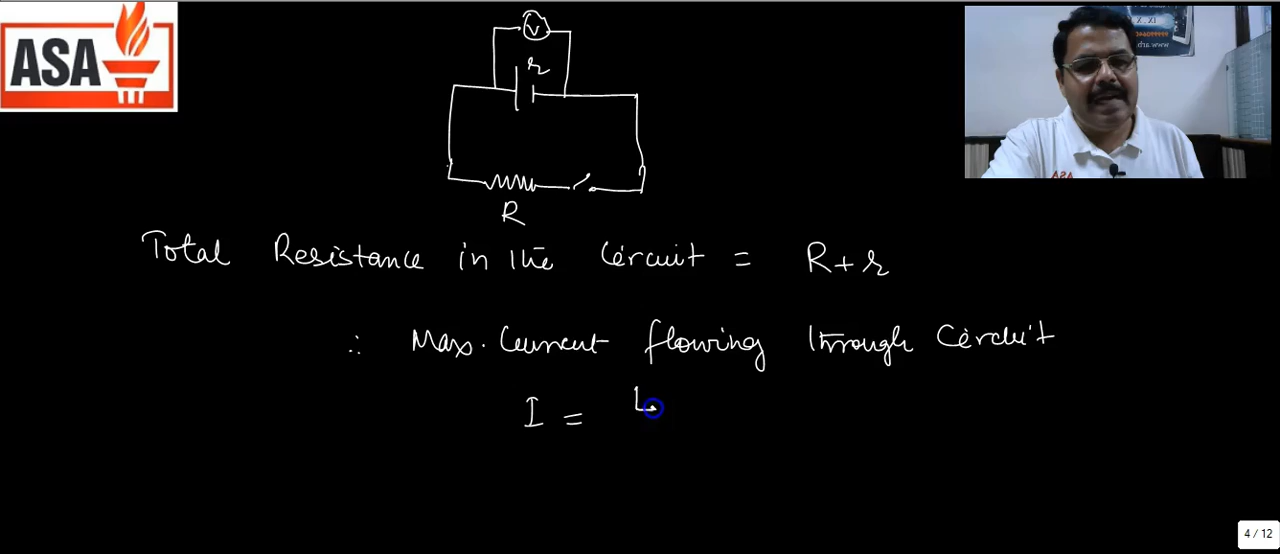 ASA
V
r
R
Total Resistance in the Circuit = R+r
∴ Max. Current flowing through Circuit
I =
4 / 12